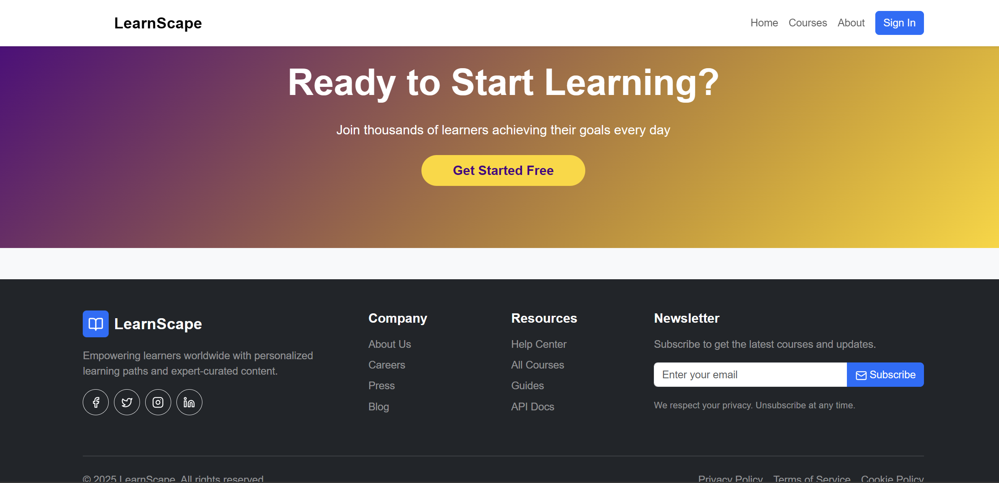 LearnScape
Home Courses About Sign In
Ready to Start Learning?
Join thousands of learners achieving their goals every day
Get Started Free
LearnScape
Empowering learners worldwide with personalized
learning paths and expert-curated content.
Company
About Us
Careers
Press
Blog
Resources
Help Center
All Courses
Guides
API Docs
Newsletter
Subscribe to get the latest courses and updates.
Enter your email
Subscribe
We respect your privacy. Unsubscribe at any time.
© 2025 LearnScape. All rights reserved.
Privacy Policy Terms of Service Cookie Policy